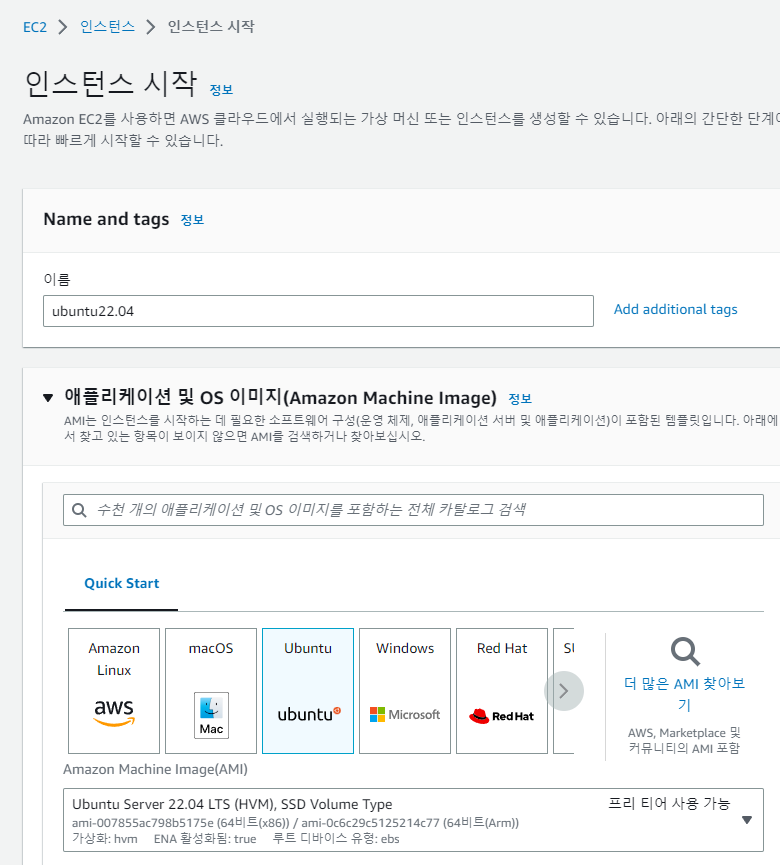 EC2 > 인스턴스 > 인스턴스 시작
인스턴스 시작 정보
Amazon EC2를 사용하면 AWS 클라우드에서 실행되는 가상 머신 또는 인스턴스를 생성할 수 있습니다. 아래의 간단한
따라 빠르게 시작할 수 있습니다.
Name and tags 정보
이름
ubuntu22.04
Add additional tags
애플리케이션 및 OS 이미지(Amazon Machine Image) 정보
AMI는 인스턴스를 시작하는 데 필요한 소프트웨어 구성(운영 체제, 애플리케이션 서버 및 애플리케이션)이 포함된 템플릿입니다. 아래에
서 찾고 있는 항목이 보이지 않으면 AMI를 검색하거나 찾아보십시오.
수천 개의 애플리케이션 및 OS 이미지를 포함하는 전체 카탈로그 검색
Quick Start
Amazon
Linux
aws
macOS
Mac
Ubuntu
ubuntu
Windows
Microsoft
Red Hat
RedHat
더 많은 AMI 찾아보
기
AWS, Marketplace 및
커뮤니티의 AMI 포함
Amazon Machine Image(AMI)
Ubuntu Server 22.04 LTS (HVM), SSD Volume Type
프리 티어 사용 가능
ami-007855ac798b5175e (64비트(x86)) / ami-0c6c29c5125214c77 (64비트(Arm))
가상화: hvm ENA 활성화됨: true 루트 디바이스 유형: ebs